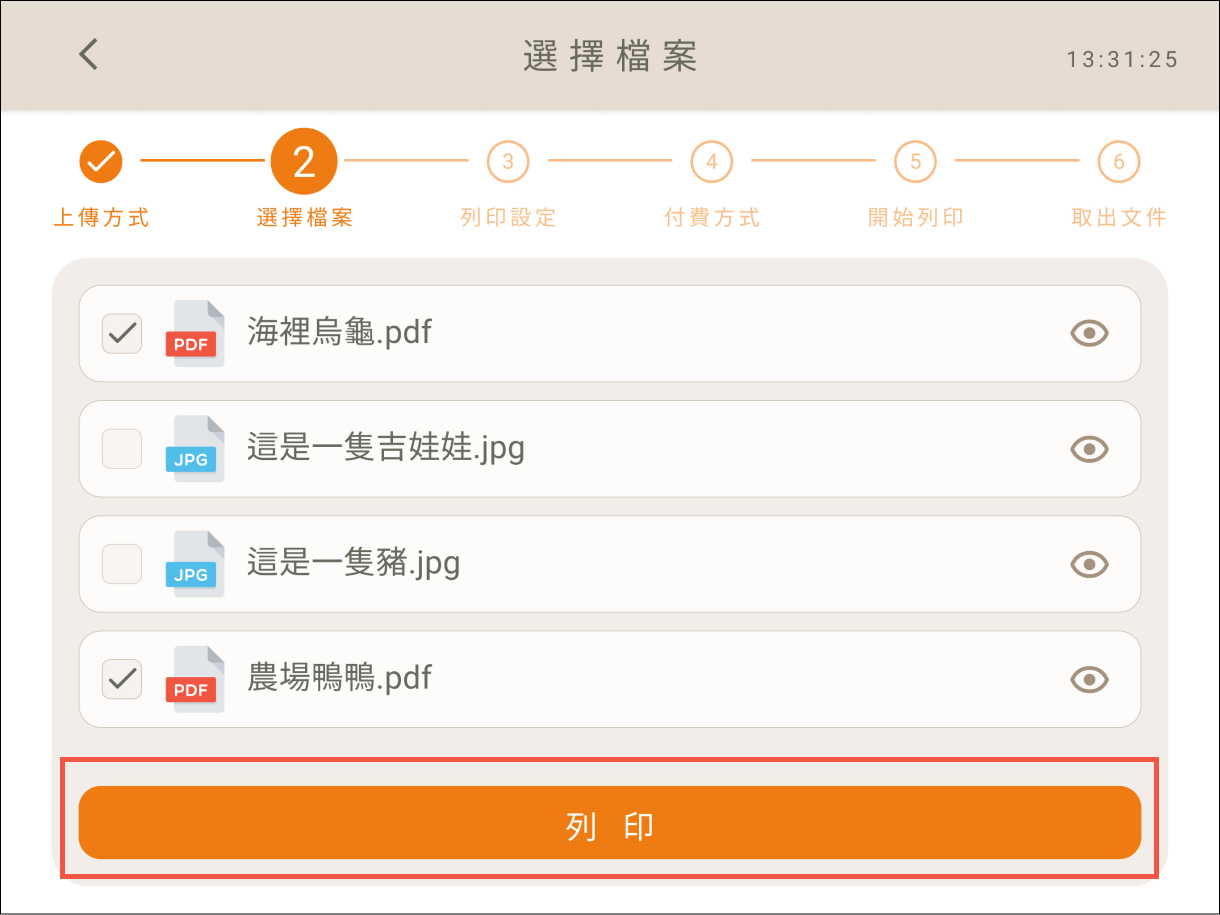 選擇檔案
13:31:25
2 3 4 5 6
上傳方式 選擇檔案 列印設定 付費方式 開始列印 取出文件
PDF 海裡烏龜.pdf
JPG 這是一隻吉娃娃.jpg
JPG 這是一隻豬.jpg
PDF 農場鴨鴨.pdf
列印